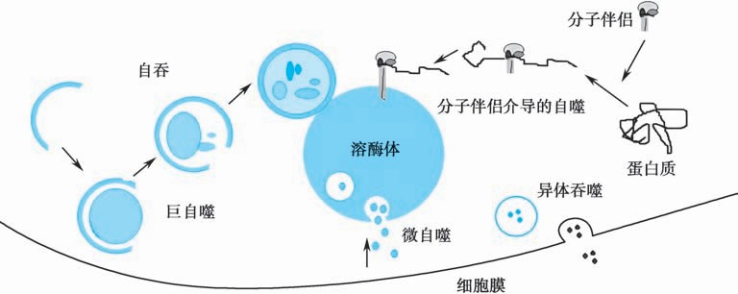 分子伴侣
自吞
分子伴侣介导的自噬
溶酶体
蛋白质
异体吞噬
巨自噬
微自噬
细胞膜